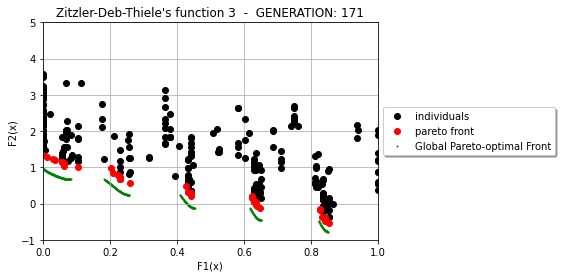 Zitzler-Deb-Thiele's function 3 - GENERATION: 171
5
4
3
2
1
0
−1
F2(x)
0.0 0.2 0.4 0.6 0.8 1.0
F1(x)
individuals
pareto front
Global Pareto-optimal Front